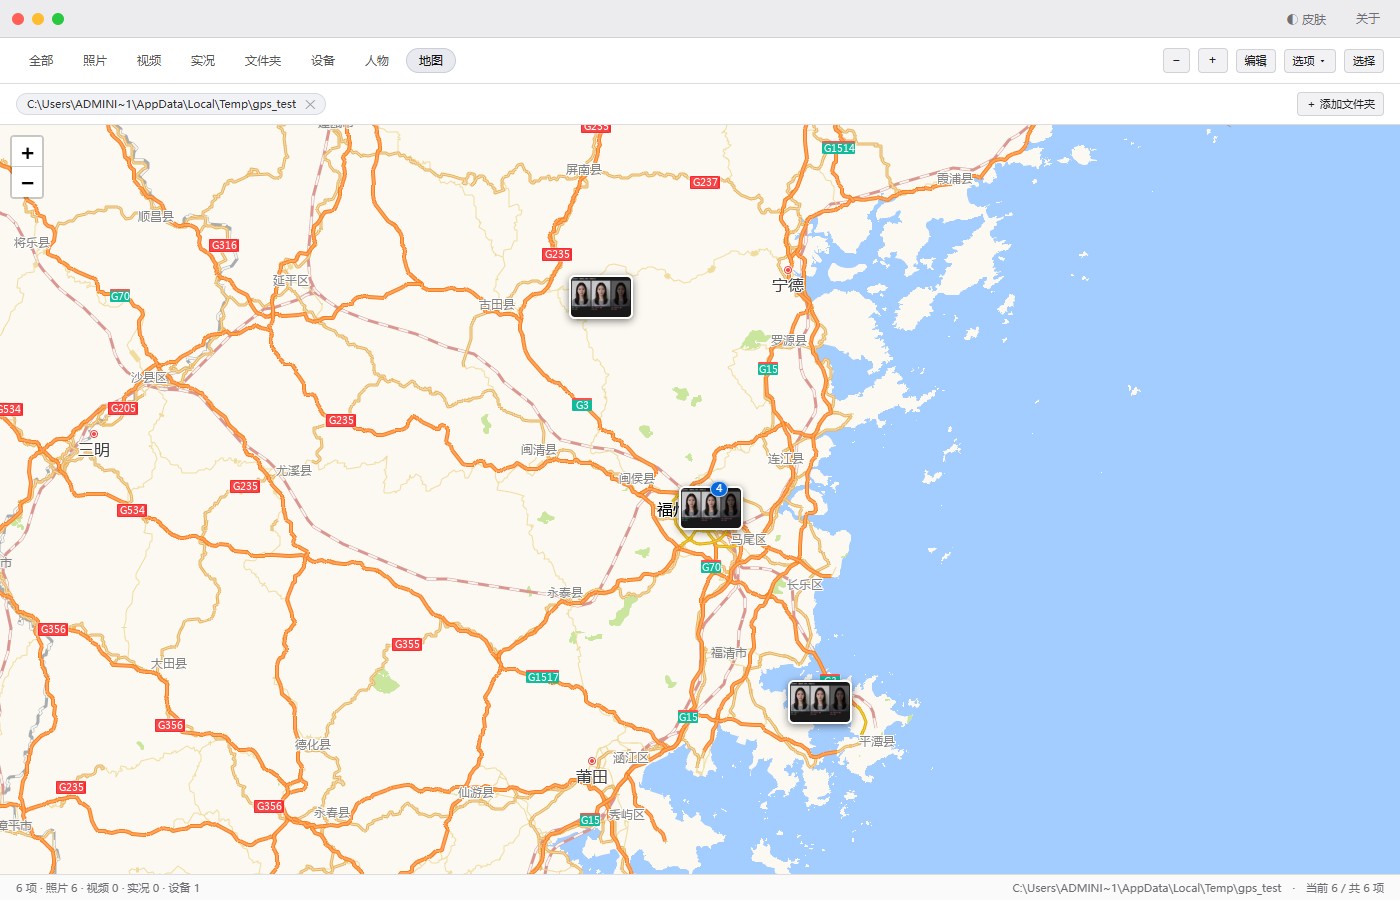 皮肤 关于
全部 照片 视频 实况 文件夹 设备 人物 地图 − + 编辑 选项 选择
C:\Users\ADMINI~1\AppData\Local\Temp\gps_test + 添加文件夹
+
−
G235
G1514
屏南县
霞浦县
G237
顺昌县
将乐县
G316
G235
延平区
宁德
G70
古田县
罗源县
G15
沙县区
G534
G205
G3
G235
三明
闽清县
连江县
尤溪县
闽侯县
G235
4
福州
G534
马尾区
市
G70
长乐区
永泰县
G356
G355
福清市
大田县
G1517
G15
G356
平潭县
德化县
涵江区
莆田
G235
仙游县
G356
永春县
秀屿区
G15
漳平市
6 项 · 照片 6 · 视频 0 · 实况 0 · 设备 1 C:\Users\ADMINI~1\AppData\Local\Temp\gps_test · 当前 6 / 共 6 项